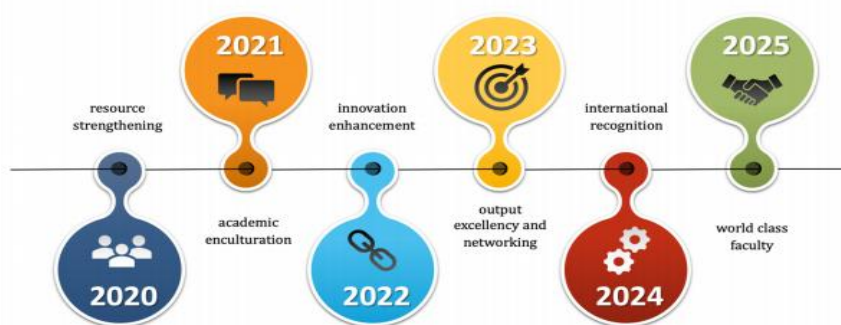 2021
2023
2025
resource
strengthening
innovation
enhancement
international
recognition
academic
enculturation
output
excellency and
networking
world class
faculty
2020
2022
2024